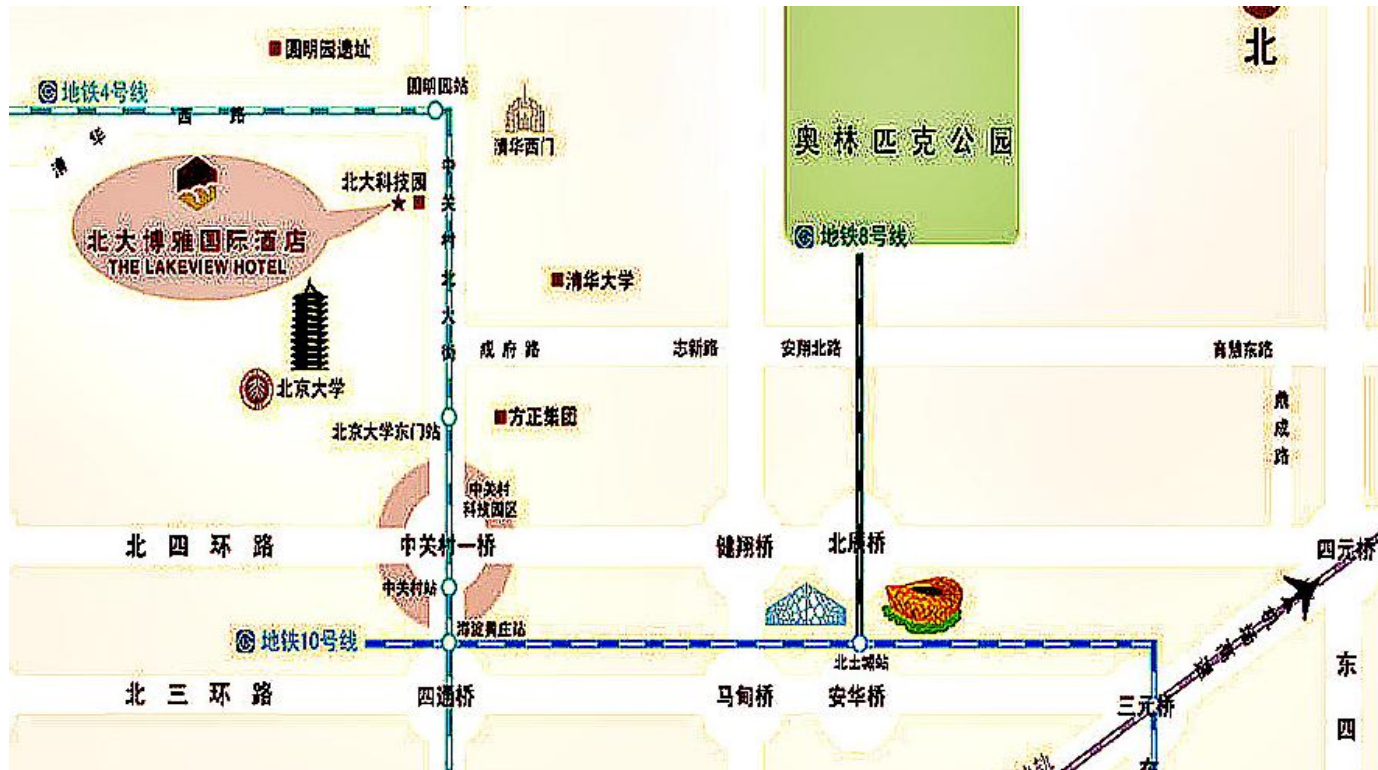 北
圆明园遗址
地铁4号线
圆明园站
清华西路
清华西门
奥林匹克公园
北大科技园
中关村北大街
北大博雅国际酒店
THE LAKEVIEW HOTEL
地铁8号线
清华大学
成府路
志新路
安翔北路
育慧东路
北京大学
方正集团
北京大学东门站
鼎成路
中关村
科技园区
北四环路
中关村一桥
健翔桥
北辰桥
四元桥
中关村站
海淀黄庄站
地铁10号线
北土城站
北三环路
四通桥
马甸桥
安华桥
三元桥
东四